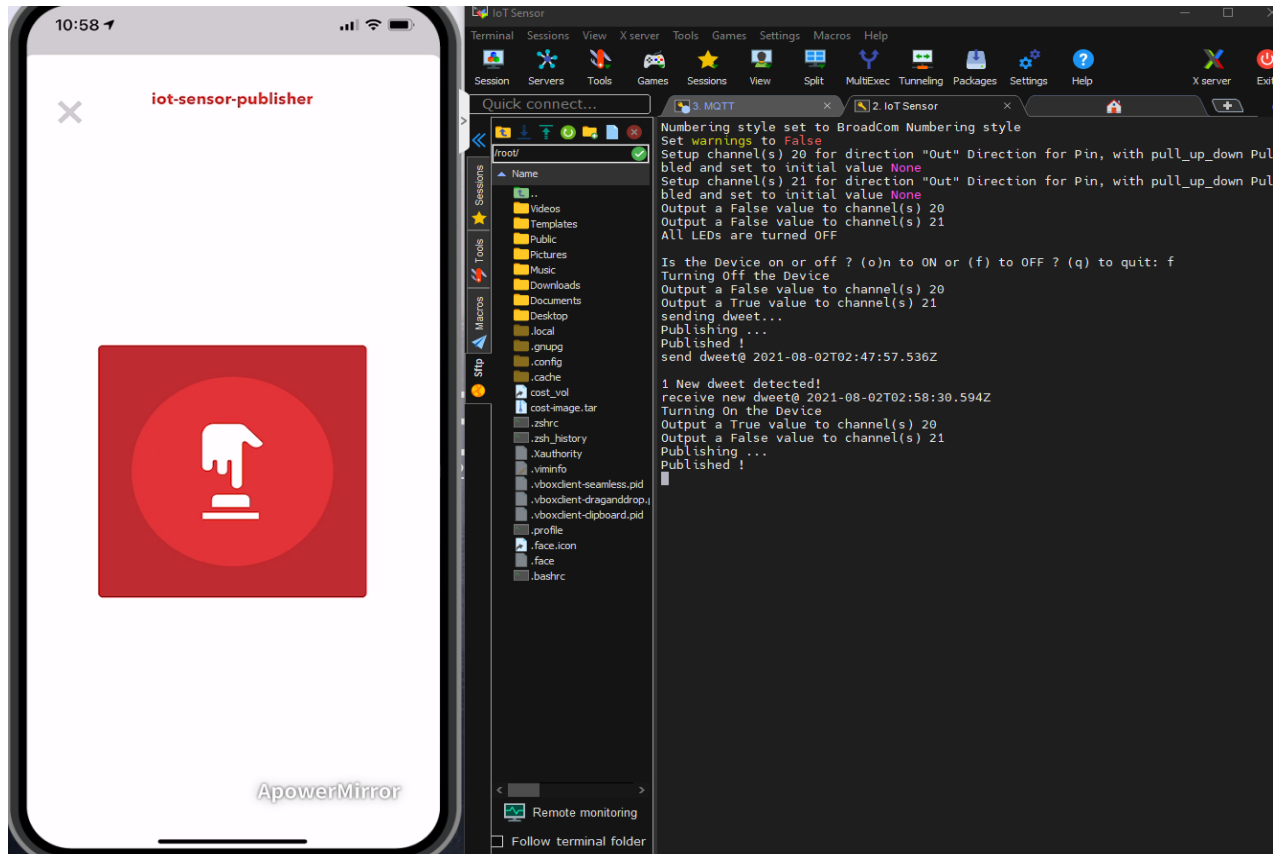 10:58
iot-sensor-publisher
ApowerMirror
IoT Sensor
Terminal Sessions View X server Tools Games Settings Macros Help
Session Servers Tools Games Sessions View Split MultiExec Tunneling Packages Settings Help X server Exit
Quick connect...
3. MQTT
2. IoT Sensor
/root/
Name
..
Videos
Templates
Public
Pictures
Music
Downloads
Documents
Desktop
.local
.gnupg
.config
.cache
cost_vol
cost-image.tar
.zshrc
.zsh_history
.Xauthority
.viminfo
.vboxclient-seamless.pid
.vboxclient-draganddrop.
.vboxclient-clipboard.pid
.profile
.face.icon
.face
.bashrc
Sessions
Tools
Macros
Sftp
Remote monitoring
Follow terminal folder
Numbering style set to BroadCom Numbering style
Set warnings to False
Setup channel(s) 20 for direction "Out" Direction for Pin, with pull_up_down Pul
bled and set to initial value None
Setup channel(s) 21 for direction "Out" Direction for Pin, with pull_up_down Pul
bled and set to initial value None
Output a False value to channel(s) 20
Output a False value to channel(s) 21
All LEDs are turned OFF
Is the Device on or off ? (o)n to ON or (f) to OFF ? (q) to quit: f
Turning Off the Device
Output a False value to channel(s) 20
Output a True value to channel(s) 21
sending dweet...
Publishing ...
Published !
send dweet@ 2021-08-02T02:47:57.536Z
1 New dweet detected!
receive new dweet@ 2021-08-02T02:58:30.594Z
Turning On the Device
Output a True value to channel(s) 20
Output a False value to channel(s) 21
Publishing ...
Published !